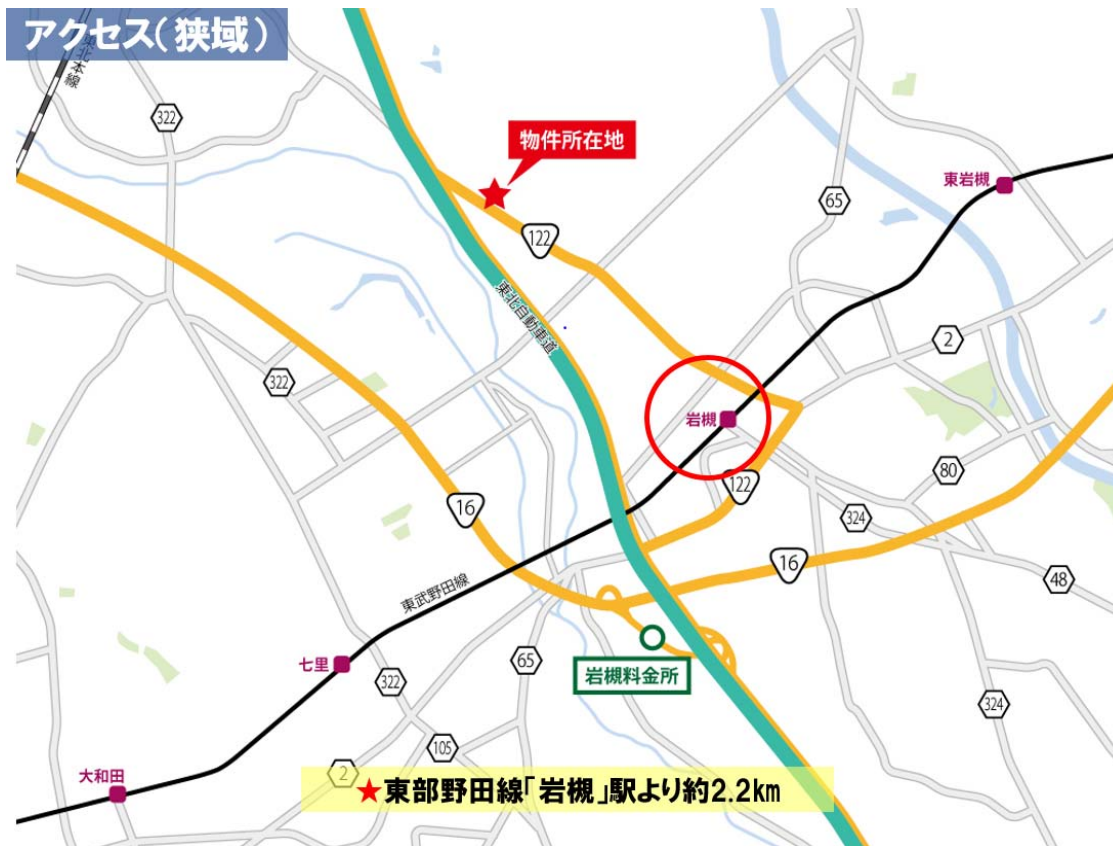 アクセス(狭域)
東北本線
322
物件所在地
東岩槻
65
122
東北自動車道
2
322
岩槻
80
122
16
324
16
48
東武野田線
七里
65
岩槻料金所
322
324
105
大和田
2
★東部野田線「岩槻」駅より約2.2km